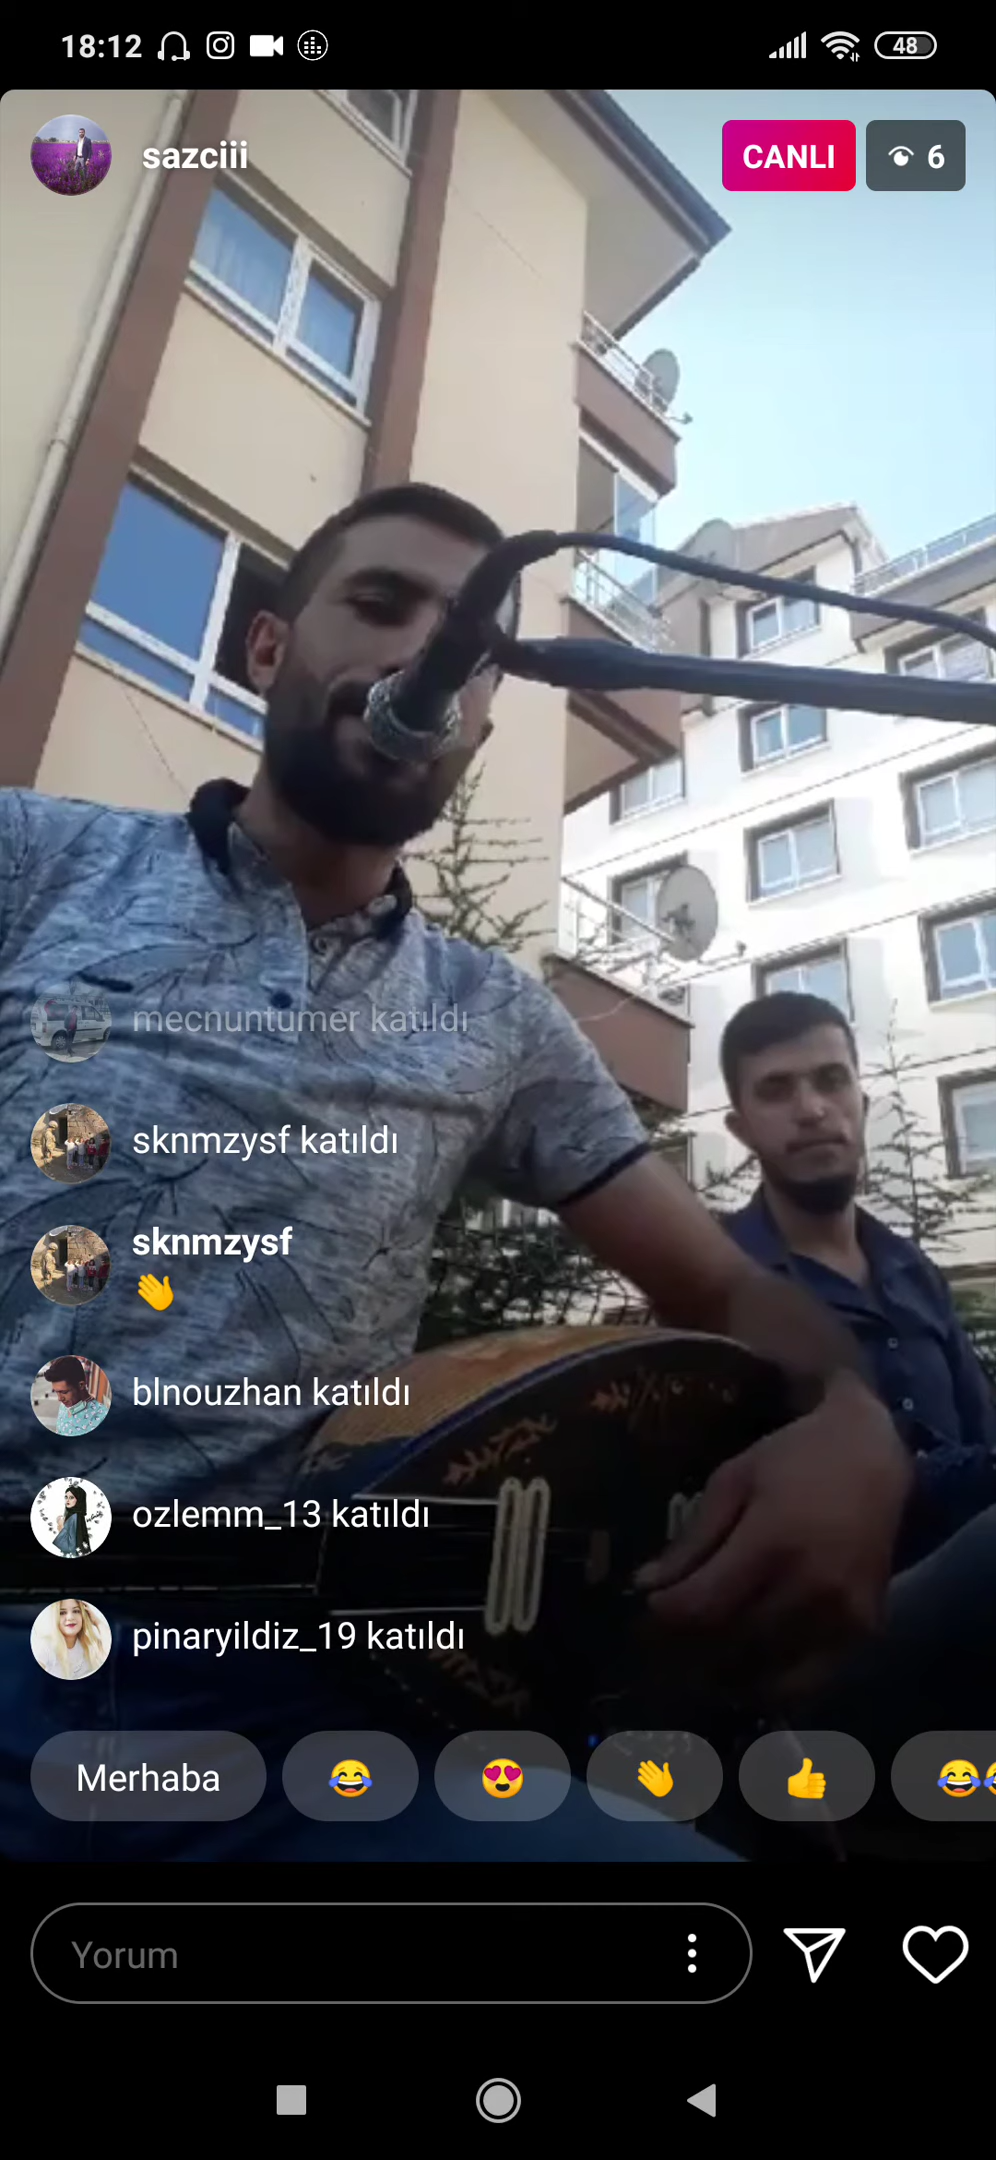 18:12
48
sazciii
CANLI
6
mecnuntumer katıldı
sknmzysf katıldı
sknmzysf
👋
blnouzhan katıldı
ozlemm_13 katıldı
pinaryildiz_19 katıldı
Merhaba 😂 😍 👋 👍 😂
Yorum